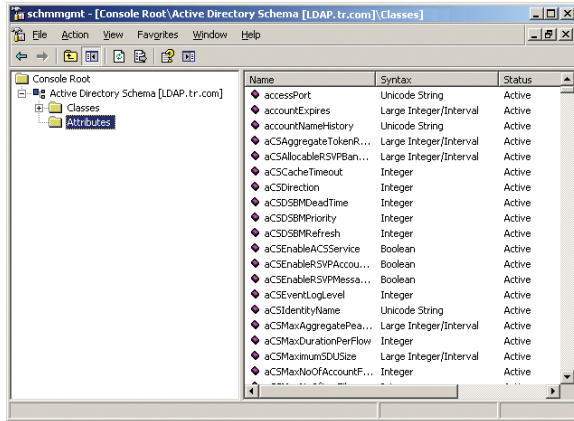 schmmgmt - [Console Root\Active Directory Schema [LDAP.tr.com]\Classes]
File Action View Favorites Window Help
Console Root
Active Directory Schema [LDAP.tr.com]
Classes
Attributes
Name Syntax Status
accessPort Unicode String Active
accountExpires Large Integer/Interval Active
accountNameHistory Unicode String Active
aCSAggregateTokenR... Large Integer/Interval Active
aCSAllocableRSVPBan... Large Integer/Interval Active
aCSCacheTimeout Integer Active
aCSDirection Integer Active
aCSDSBMDeadTime Integer Active
aCSDSBMPriority Integer Active
aCSDSBMRefresh Integer Active
aCSEnableACSService Boolean Active
aCSEnableRSVPAccou... Boolean Active
aCSEnableRSVPMessa... Boolean Active
aCSEventLogLevel Integer Active
aCSIdentityName Unicode String Active
aCSMaxAggregatePea... Large Integer/Interval Active
aCSMaxDurationPerFlow Integer Active
aCSMaximumSDUSize Large Integer/Interval Active
aCSMaxNoOfAccountF... Integer Active